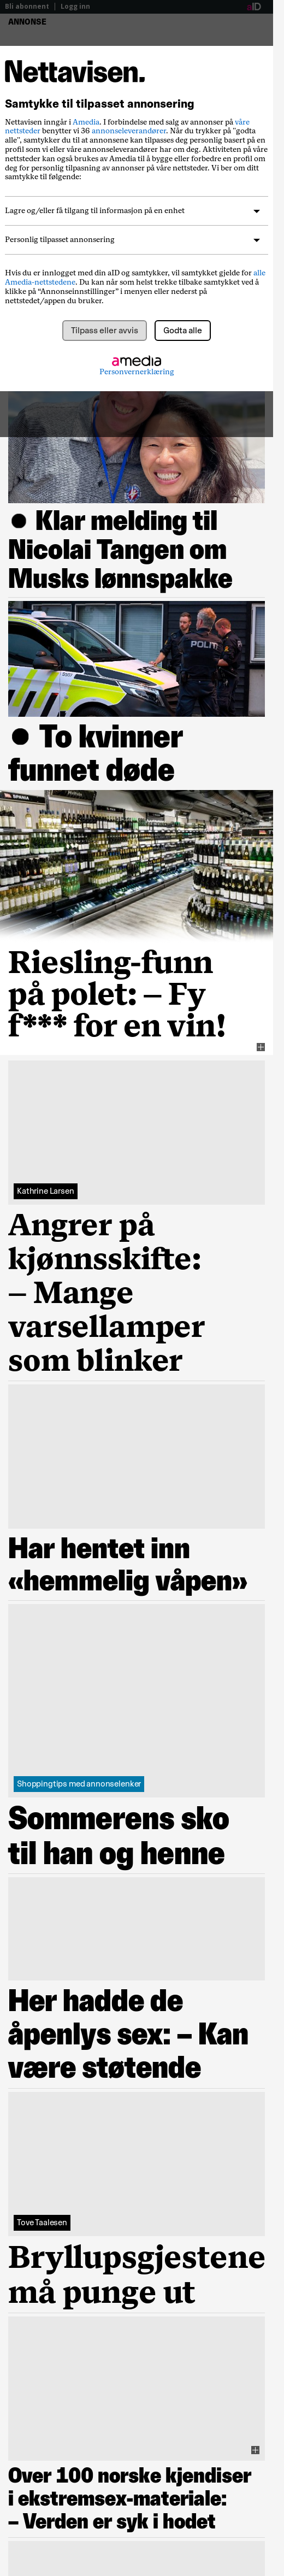 Bli abonnent | Logg inn
aID
ANNONSE
Nettavisen.
Samtykke til tilpasset annonsering
Nettavisen inngår i Amedia. I forbindelse med salg av annonser på våre
nettsteder benytter vi 36 annonseleverandører. Når du trykker på "godta
alle", samtykker du til at annonsene kan tilpasses deg personlig basert på en
profil som vi eller våre annonseleverandører har om deg. Aktiviteten på våre
nettsteder kan også brukes av Amedia til å bygge eller forbedre en profil om
deg for personlig tilpasning av annonser på våre nettsteder. Vi ber om ditt
samtykke til følgende:
Lagre og/eller få tilgang til informasjon på en enhet
Personlig tilpasset annonsering
Hvis du er innlogget med din aID og samtykker, vil samtykket gjelde for alle
Amedia-nettstedene. Du kan når som helst trekke tilbake samtykket ved å
klikke på “Annonseinnstillinger” i menyen eller nederst på
nettstedet/appen du bruker.
Tilpass eller avvis
Godta alle
amedia
Personvernerklæring
● Klar melding til
Nicolai Tangen om
Musks lønnspakke
POLITI
● To kvinner
funnet døde
Riesling-funn
på polet: – Fy
f*** for en vin!
Kathrine Larsen
Angrer på
kjønnsskifte:
– Mange
varsellamper
som blinker
Har hentet inn
«hemmelig våpen»
Shoppingtips med annonselenker
Sommerens sko
til han og henne
Her hadde de
åpenlys sex: – Kan
være støtende
Tove Taalesen
Bryllupsgjestene
må punge ut
Over 100 norske kjendiser
i ekstremsex-materiale:
– Verden er syk i hodet